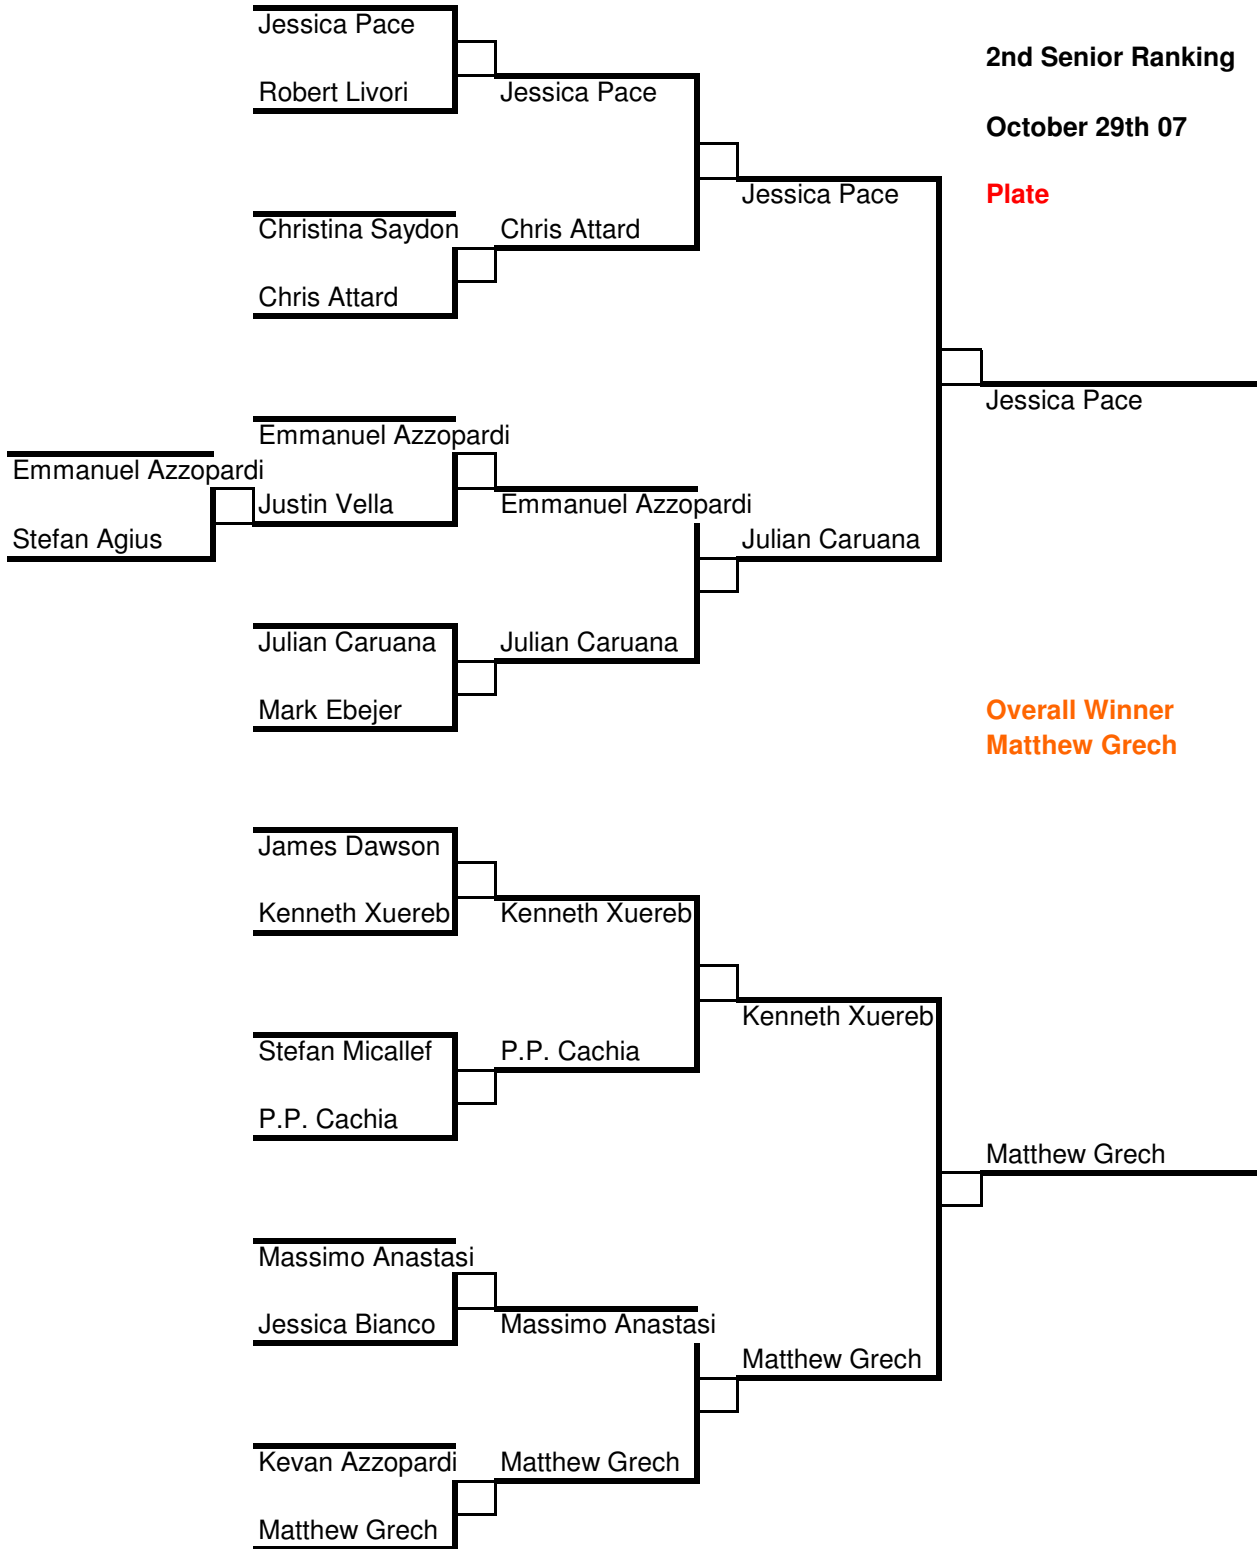 Jessica Pace
2nd Senior Ranking
Robert Livori
Jessica Pace
October 29th 07
Jessica Pace
Plate
Christina Saydon
Chris Attard
Chris Attard
Jessica Pace
Emmanuel Azzopardi
Emmanuel Azzopardi
Justin Vella
Emmanuel Azzopardi
Stefan Agius
Julian Caruana
Julian Caruana
Julian Caruana
Mark Ebejer
Overall Winner
Matthew Grech
James Dawson
Kenneth Xuereb
Kenneth Xuereb
Kenneth Xuereb
Stefan Micallef
P.P. Cachia
P.P. Cachia
Matthew Grech
Massimo Anastasi
Jessica Bianco
Massimo Anastasi
Matthew Grech
Kevan Azzopardi
Matthew Grech
Matthew Grech